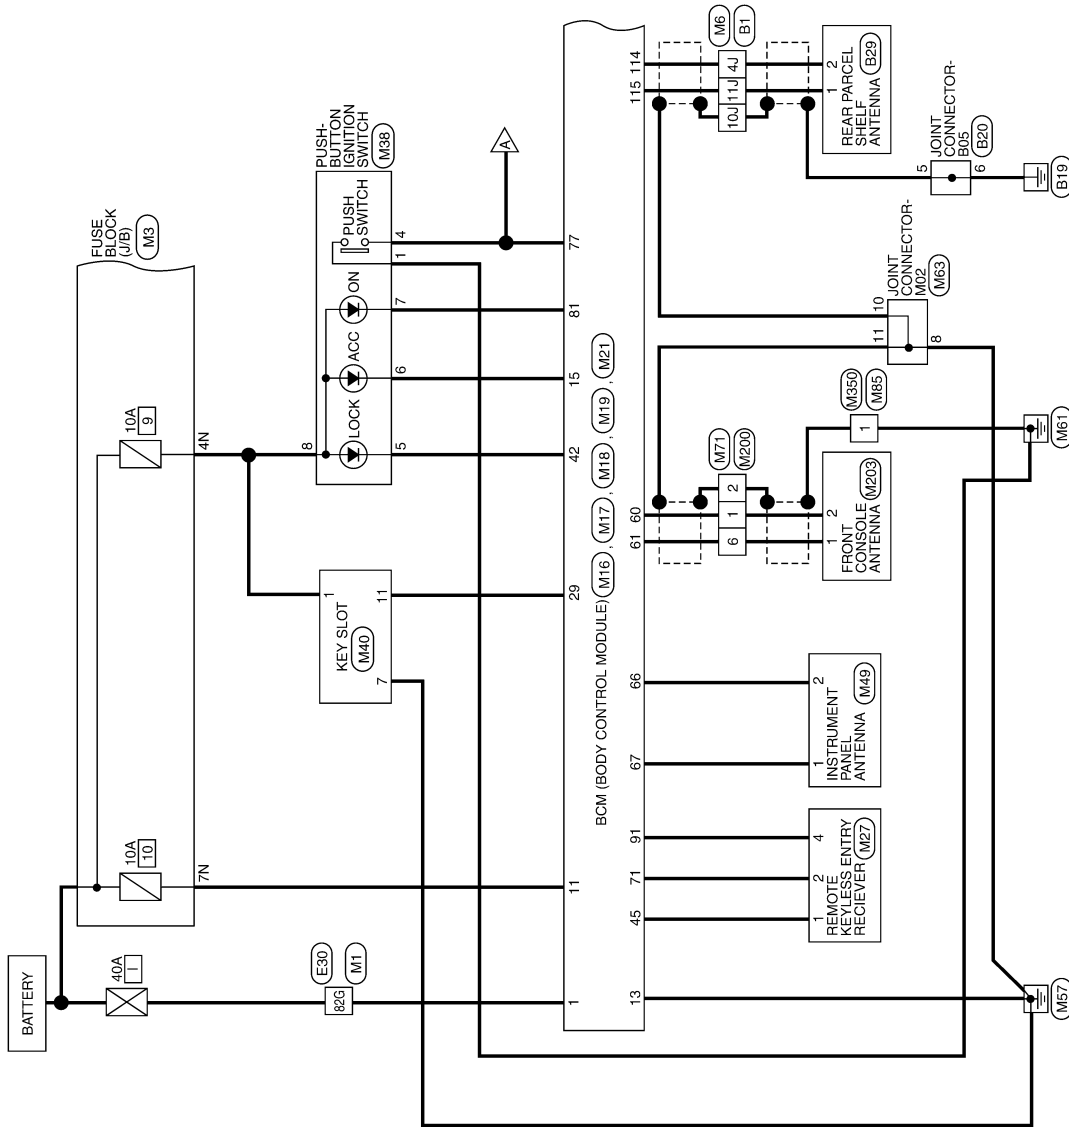 BATTERY
40A
I
E30
82G
M1
1
FUSE
BLOCK
(J/B)
M3
10A
10
7N
11
10A
9
4N
PUSH-
BUTTON
IGNITION
SWITCH
M38
8
LOCK
ACC
ON
PUSH
SWITCH
5
6
7
1
4
A
KEY SLOT
M40
1
7
11
29
42
15
81
77
BCM (BODY CONTROL MODULE)
M16 , M17 , M18 , M19 , M21
13
45
71
91
67
66
61
60
115
114
REMOTE
KEYLESS ENTRY
RECIEVER
M27
1
2
4
INSTRUMENT
PANEL
ANTENNA
M49
1
2
M71
M200
6
1
2
FRONT
CONSOLE
ANTENNA
M203
1
2
M350
M85
1
JOINT
CONNECTOR-
M02
M63
11
10
8
M6
B1
10J
11J
4J
REAR PARCEL
SHELF
ANTENNA
B29
1
2
JOINT
CONNECTOR-
B05
B20
5
6
M57
M61
B19